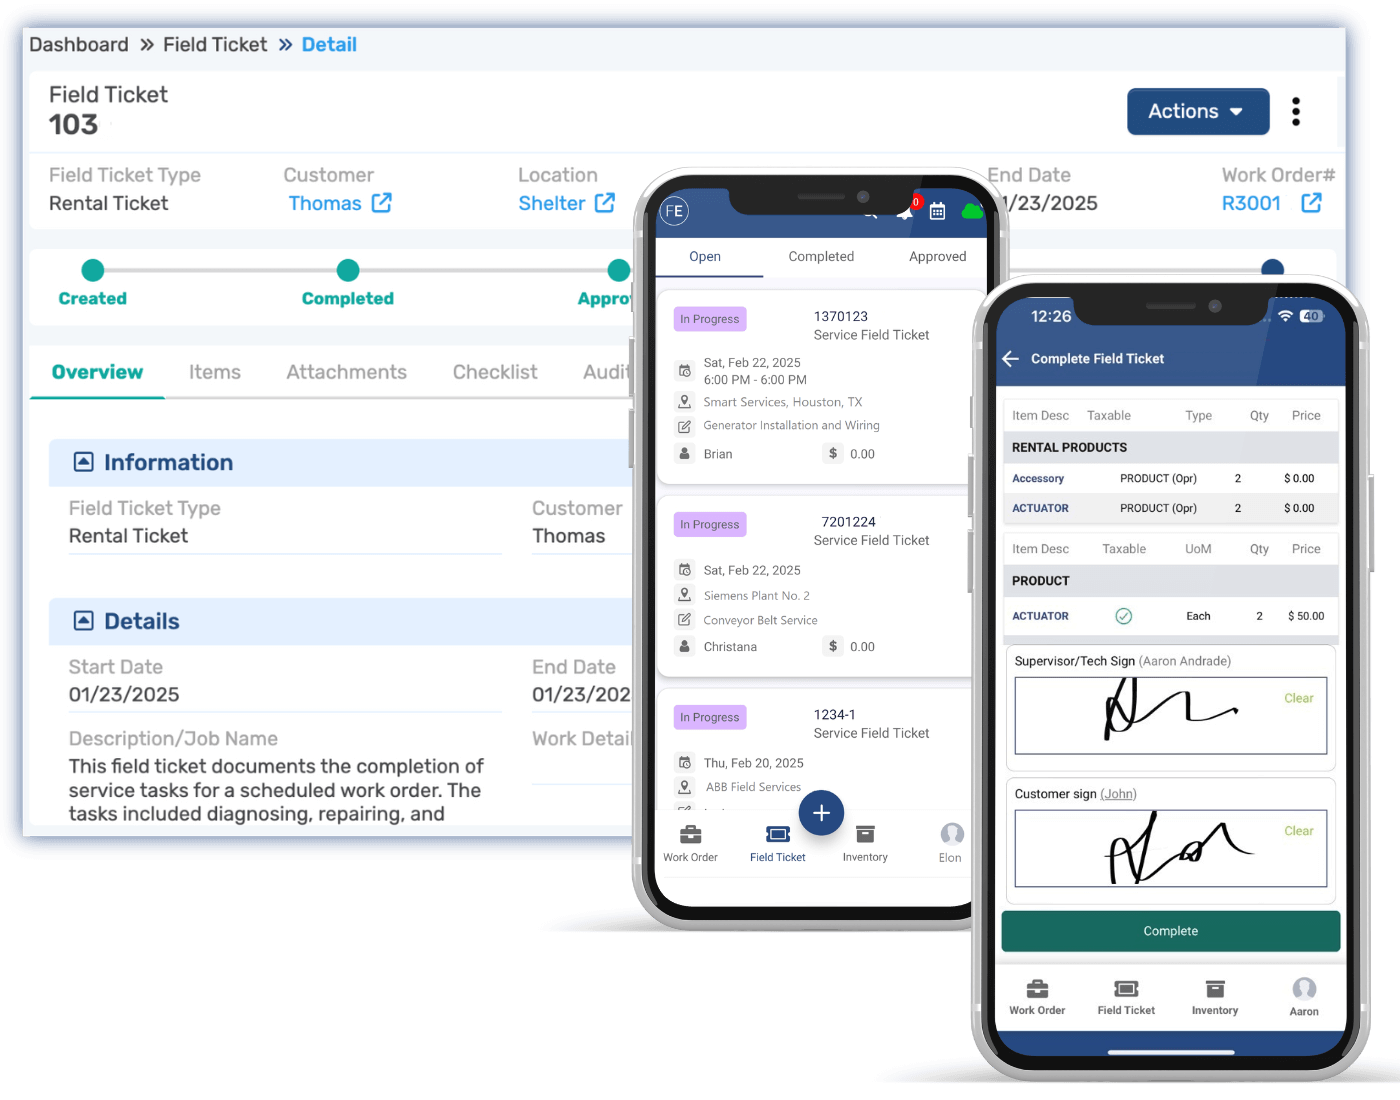 Dashboard » Field Ticket » Detail
Field Ticket
103
Actions
Field Ticket Type
Customer
Location
End Date
Work Order#
Rental Ticket
Thomas
Shelter
/23/2025
R3001
Created
Completed
Appro
Overview
Items
Attachments
Checklist
Audit
Information
Field Ticket Type
Customer
Rental Ticket
Thomas
Details
Start Date
End Date
01/23/2025
01/23/202
Description/Job Name
Work Detail
This field ticket documents the completion of
service tasks for a scheduled work order. The
tasks included diagnosing, repairing, and
FE
0
Open
Completed
Approved
In Progress
1370123
Service Field Ticket
Sat, Feb 22, 2025
6:00 PM - 6:00 PM
Smart Services, Houston, TX
Generator Installation and Wiring
Brian
$ 0.00
In Progress
7201224
Service Field Ticket
Sat, Feb 22, 2025
Siemens Plant No. 2
Conveyor Belt Service
Christana
$ 0.00
In Progress
1234-1
Service Field Ticket
Thu, Feb 20, 2025
ABB Field Services
+
Work Order
Field Ticket
Inventory
Elon
12:26
40
Complete Field Ticket
Item Desc Taxable Type Qty Price
RENTAL PRODUCTS
Accessory PRODUCT (Opr) 2 $ 0.00
ACTUATOR PRODUCT (Opr) 2 $ 0.00
Item Desc Taxable UoM Qty Price
PRODUCT
ACTUATOR Each 2 $ 50.00
Supervisor/Tech Sign (Aaron Andrade)
Clear
Customer sign (John)
Clear
Complete
Work Order
Field Ticket
Inventory
Aaron